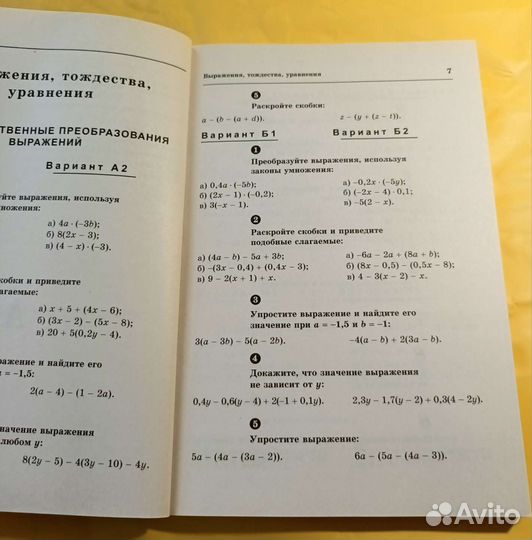 жения, тождества,
уравнения
ТВЕННЫЕ ПРЕОБРАЗОВАНИЯ
ВЫРАЖЕНИЙ
Вариант А2
уйте выражения, используя
множения:
а) 4a · (–3b);
б) 8(2x – 3);
в) (4 – x) · (–3).
скобки и приведите
лагаемые:
а) x + 5 + (4x – 6);
б) (3x – 2) – (5x – 8);
в) 20 + 5(0,2y – 4).
ражение и найдите его
a = –1,5:
2(a – 4) – (1 – 2a).
значение выражения
любом y:
8(2y – 5) – 4(3y – 10) – 4y.
Выражения, тождества, уравнения 7
5
Раскройте скобки:
a – (b – (a + d)). z – (y + (z – t)).
Вариант Б1 Вариант Б2
1
Преобразуйте выражения, используя
законы умножения:
а) 0,4a · (–5b); а) –0,2x · (–5y);
б) (2x – 1) · (–0,2); б) (–2x – 4) · 0,1;
в) 3(–x – 1). в) –5(2 – x).
2
Раскройте скобки и приведите
подобные слагаемые:
а) (4a – b) – 5a + 3b; а) –6a – 2a + (8a + b);
б) –(3x – 0,4) + (0,4x – 3); б) (8x – 0,5) – (0,5x – 8);
в) 9 – 2(x + 1) + x. в) 4 – 3(x – 2) – x.
3
Упростите выражение и найдите его
значение при a = –1,5 и b = –1:
3(a – 3b) – 5(a – 2b). –4(a – b) + 2(3a – b).
4
Докажите, что значение выражения
не зависит от y:
0,4y – 0,6(y – 4) + 2(–1 + 0,1y). 2,3y – 1,7(y – 2) + 0,3(4 – 2y).
5
Упростите выражение:
5a – (4a – (3a – 2)). 6a – (5a – (4a – 3)).
Avito